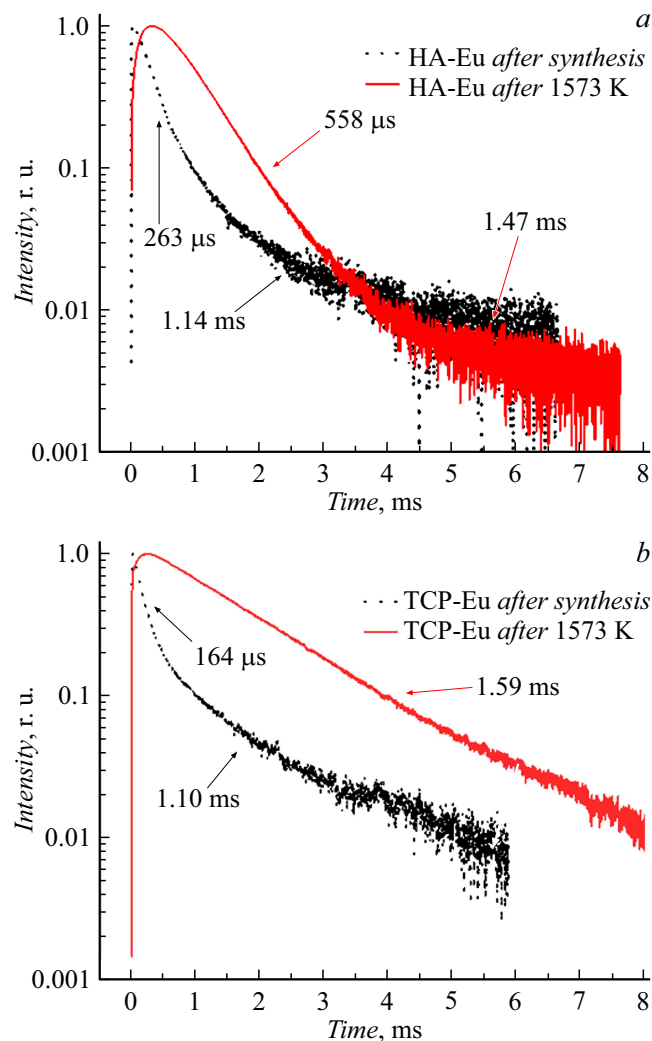 a
1.0
HA-Eu after synthesis
HA-Eu after 1573 K
558 μs
0.1
1.47 ms
263 μs
Intensity, r. u.
0.01
1.14 ms
0.001
0 1 2 3 4 5 6 7 8
Time, ms
b
1.0
TCP-Eu after synthesis
TCP-Eu after 1573 K
164 μs
0.1
1.59 ms
Intensity, r. u.
1.10 ms
0.01
0.001
0 1 2 3 4 5 6 7 8
Time, ms